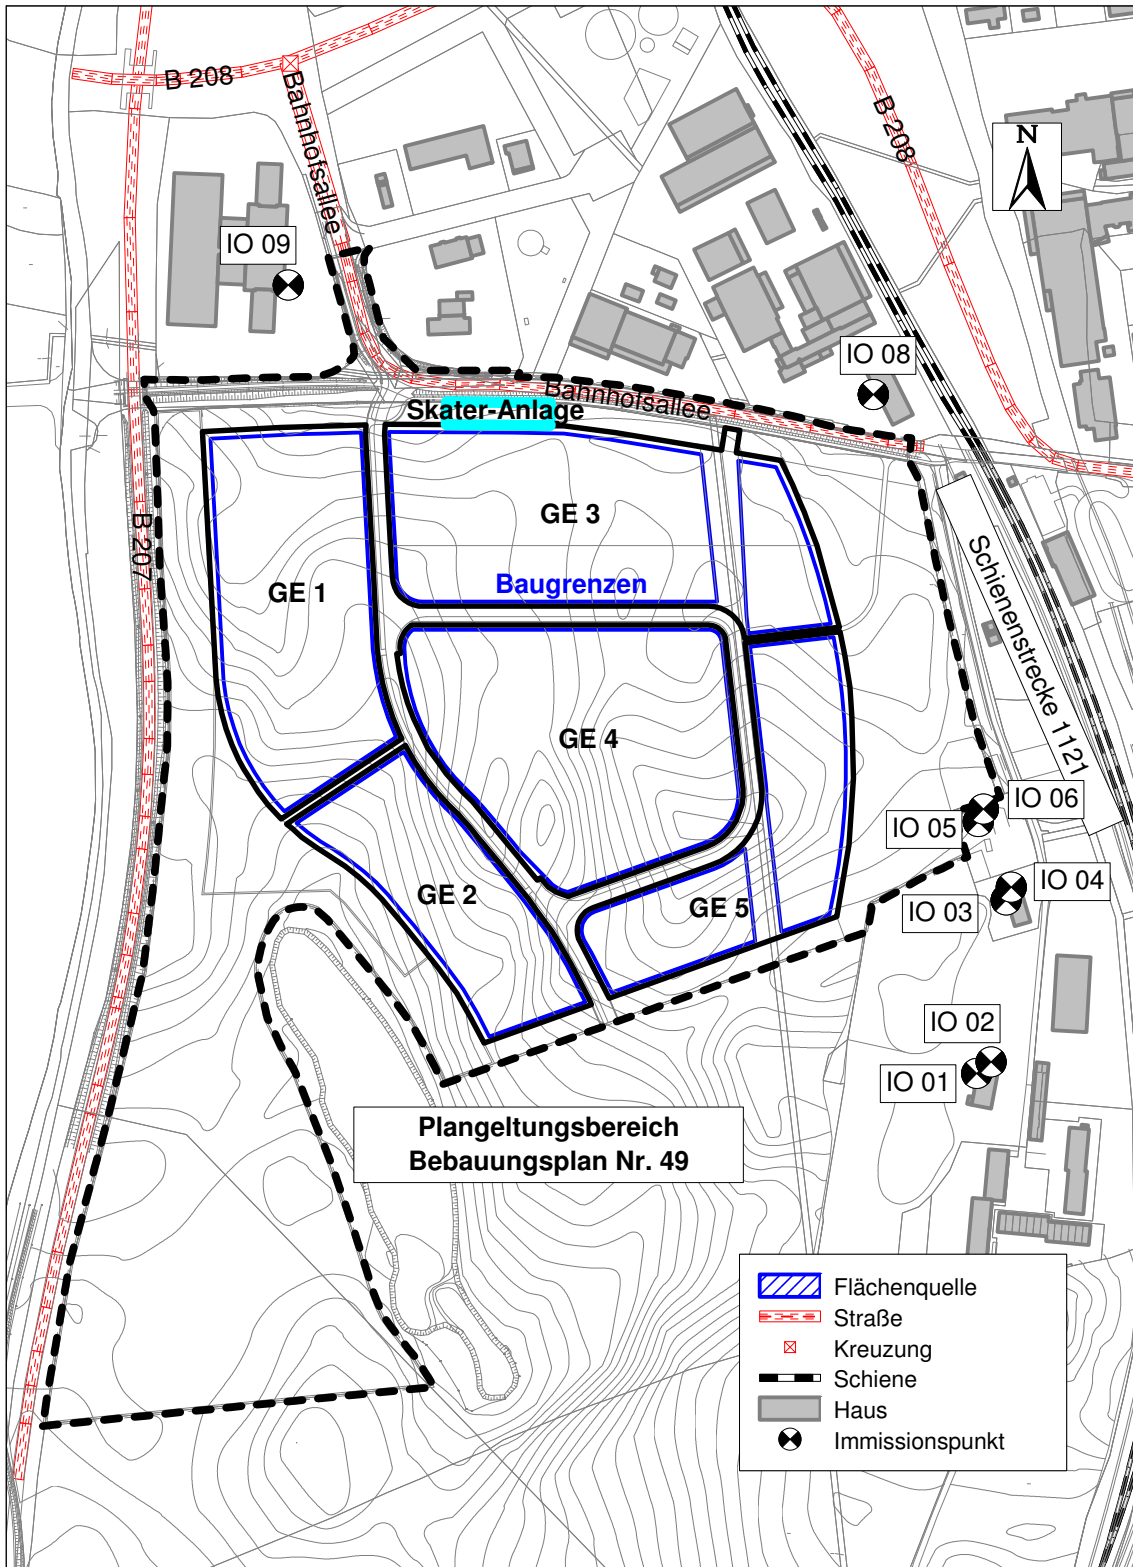 B 208
Bahnhofsallee
B 208
N
IO 09
IO 08
Bahnhofsallee
Skater-Anlage
B 207
GE 3
Schienenstrecke 1121
GE 1
Baugrenzen
GE 4
IO 06
IO 05
IO 04
GE 2
GE 5
IO 03
IO 02
IO 01
Plangeltungsbereich
Bebauungsplan Nr. 49
Flächenquelle
Straße
Kreuzung
Schiene
Haus
Immissionspunkt